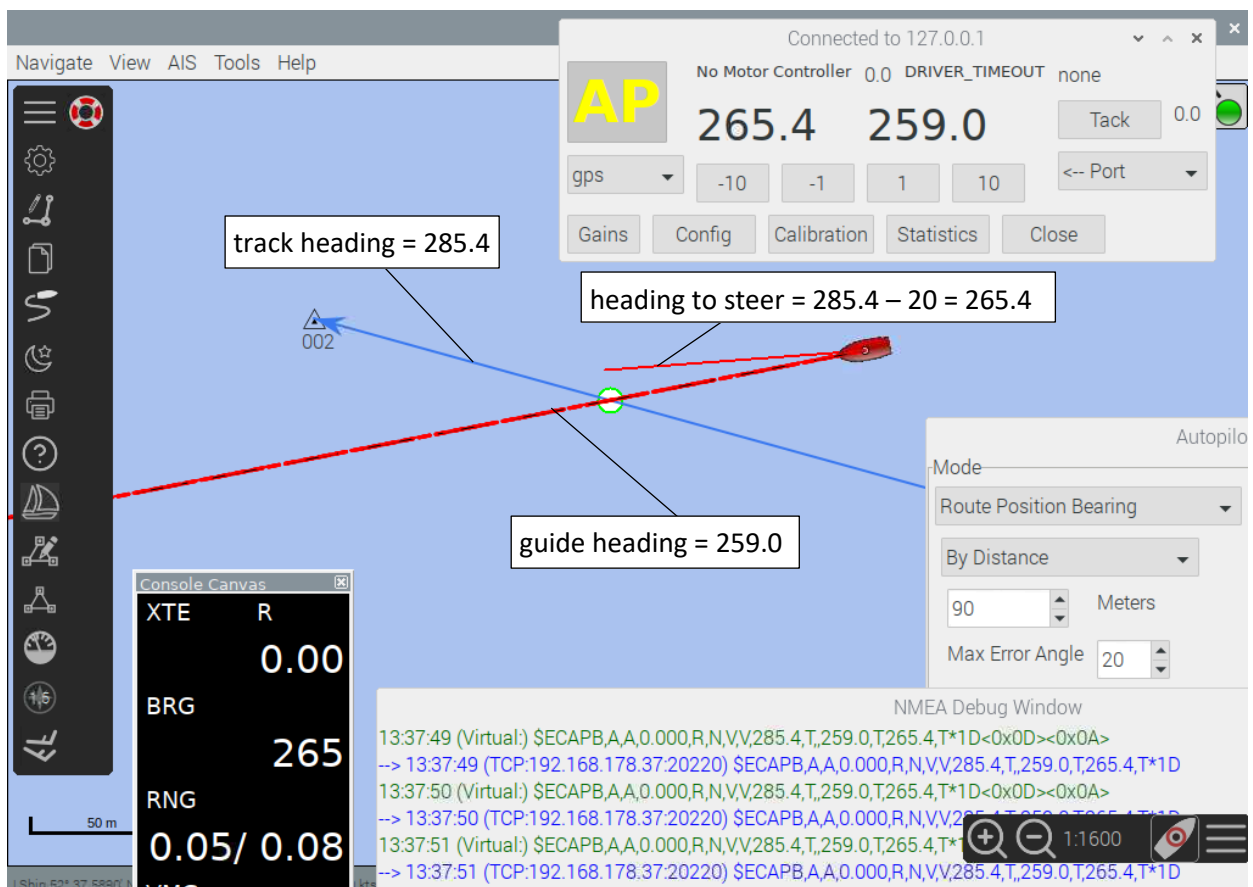 Connected to 127.0.0.1
Navigate View AIS Tools Help
No Motor Controller 0.0 DRIVER_TIMEOUT none
AP
265.4 259.0
Tack 0.0
gps
-10 -1 1 10
<-- Port
Gains Config Calibration Statistics Close
track heading = 285.4
heading to steer = 285.4 – 20 = 265.4
002
guide heading = 259.0
Autopilo
Mode
Route Position Bearing
By Distance
90 Meters
Max Error Angle 20
Console Canvas
XTE R
0.00
BRG
265
RNG
0.05/ 0.08
VMG
50 m
NMEA Debug Window
13:37:49 (Virtual:) $ECAPB,A,A,0.000,R,N,V,V,285.4,T,,259.0,T,265.4,T*1D<0x0D><0x0A>
--> 13:37:49 (TCP:192.168.178.37:20220) $ECAPB,A,A,0.000,R,N,V,V,285.4,T,,259.0,T,265.4,T*1D
13:37:50 (Virtual:) $ECAPB,A,A,0.000,R,N,V,V,285.4,T,,259.0,T,265.4,T*1D<0x0D><0x0A>
--> 13:37:50 (TCP:192.168.178.37:20220) $ECAPB,A,A,0.000,R,N,V,V,285.4,T,,259.0,T,265.4,T*1D
13:37:51 (Virtual:) $ECAPB,A,A,0.000,R,N,V,V,285.4,T,,259.0,T,265.4,T*1
--> 13:37:51 (TCP:192.168.178.37:20220) $ECAPB,A,A,0.000,R,N,V,V,285.4,T,,259.0,T,265.4,T*1D
1:1600